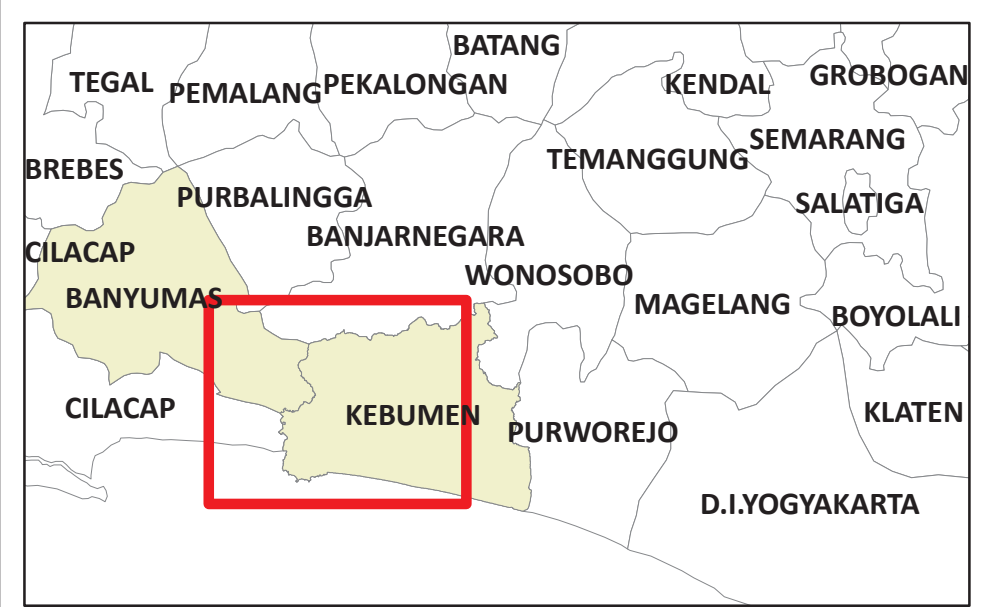 BATANG
TEGAL
PEMALANG
PEKALONGAN
KENDAL
GROBOGAN
SEMARANG
TEMANGGUNG
BREBES
PURBALINGGA
SALATIGA
BANJARNEGARA
CILACAP
WONOSOBO
BANYUMAS
MAGELANG
BOYOLALI
CILACAP
KEBUMEN
KLATEN
PURWOREJO
D.I.YOGYAKARTA